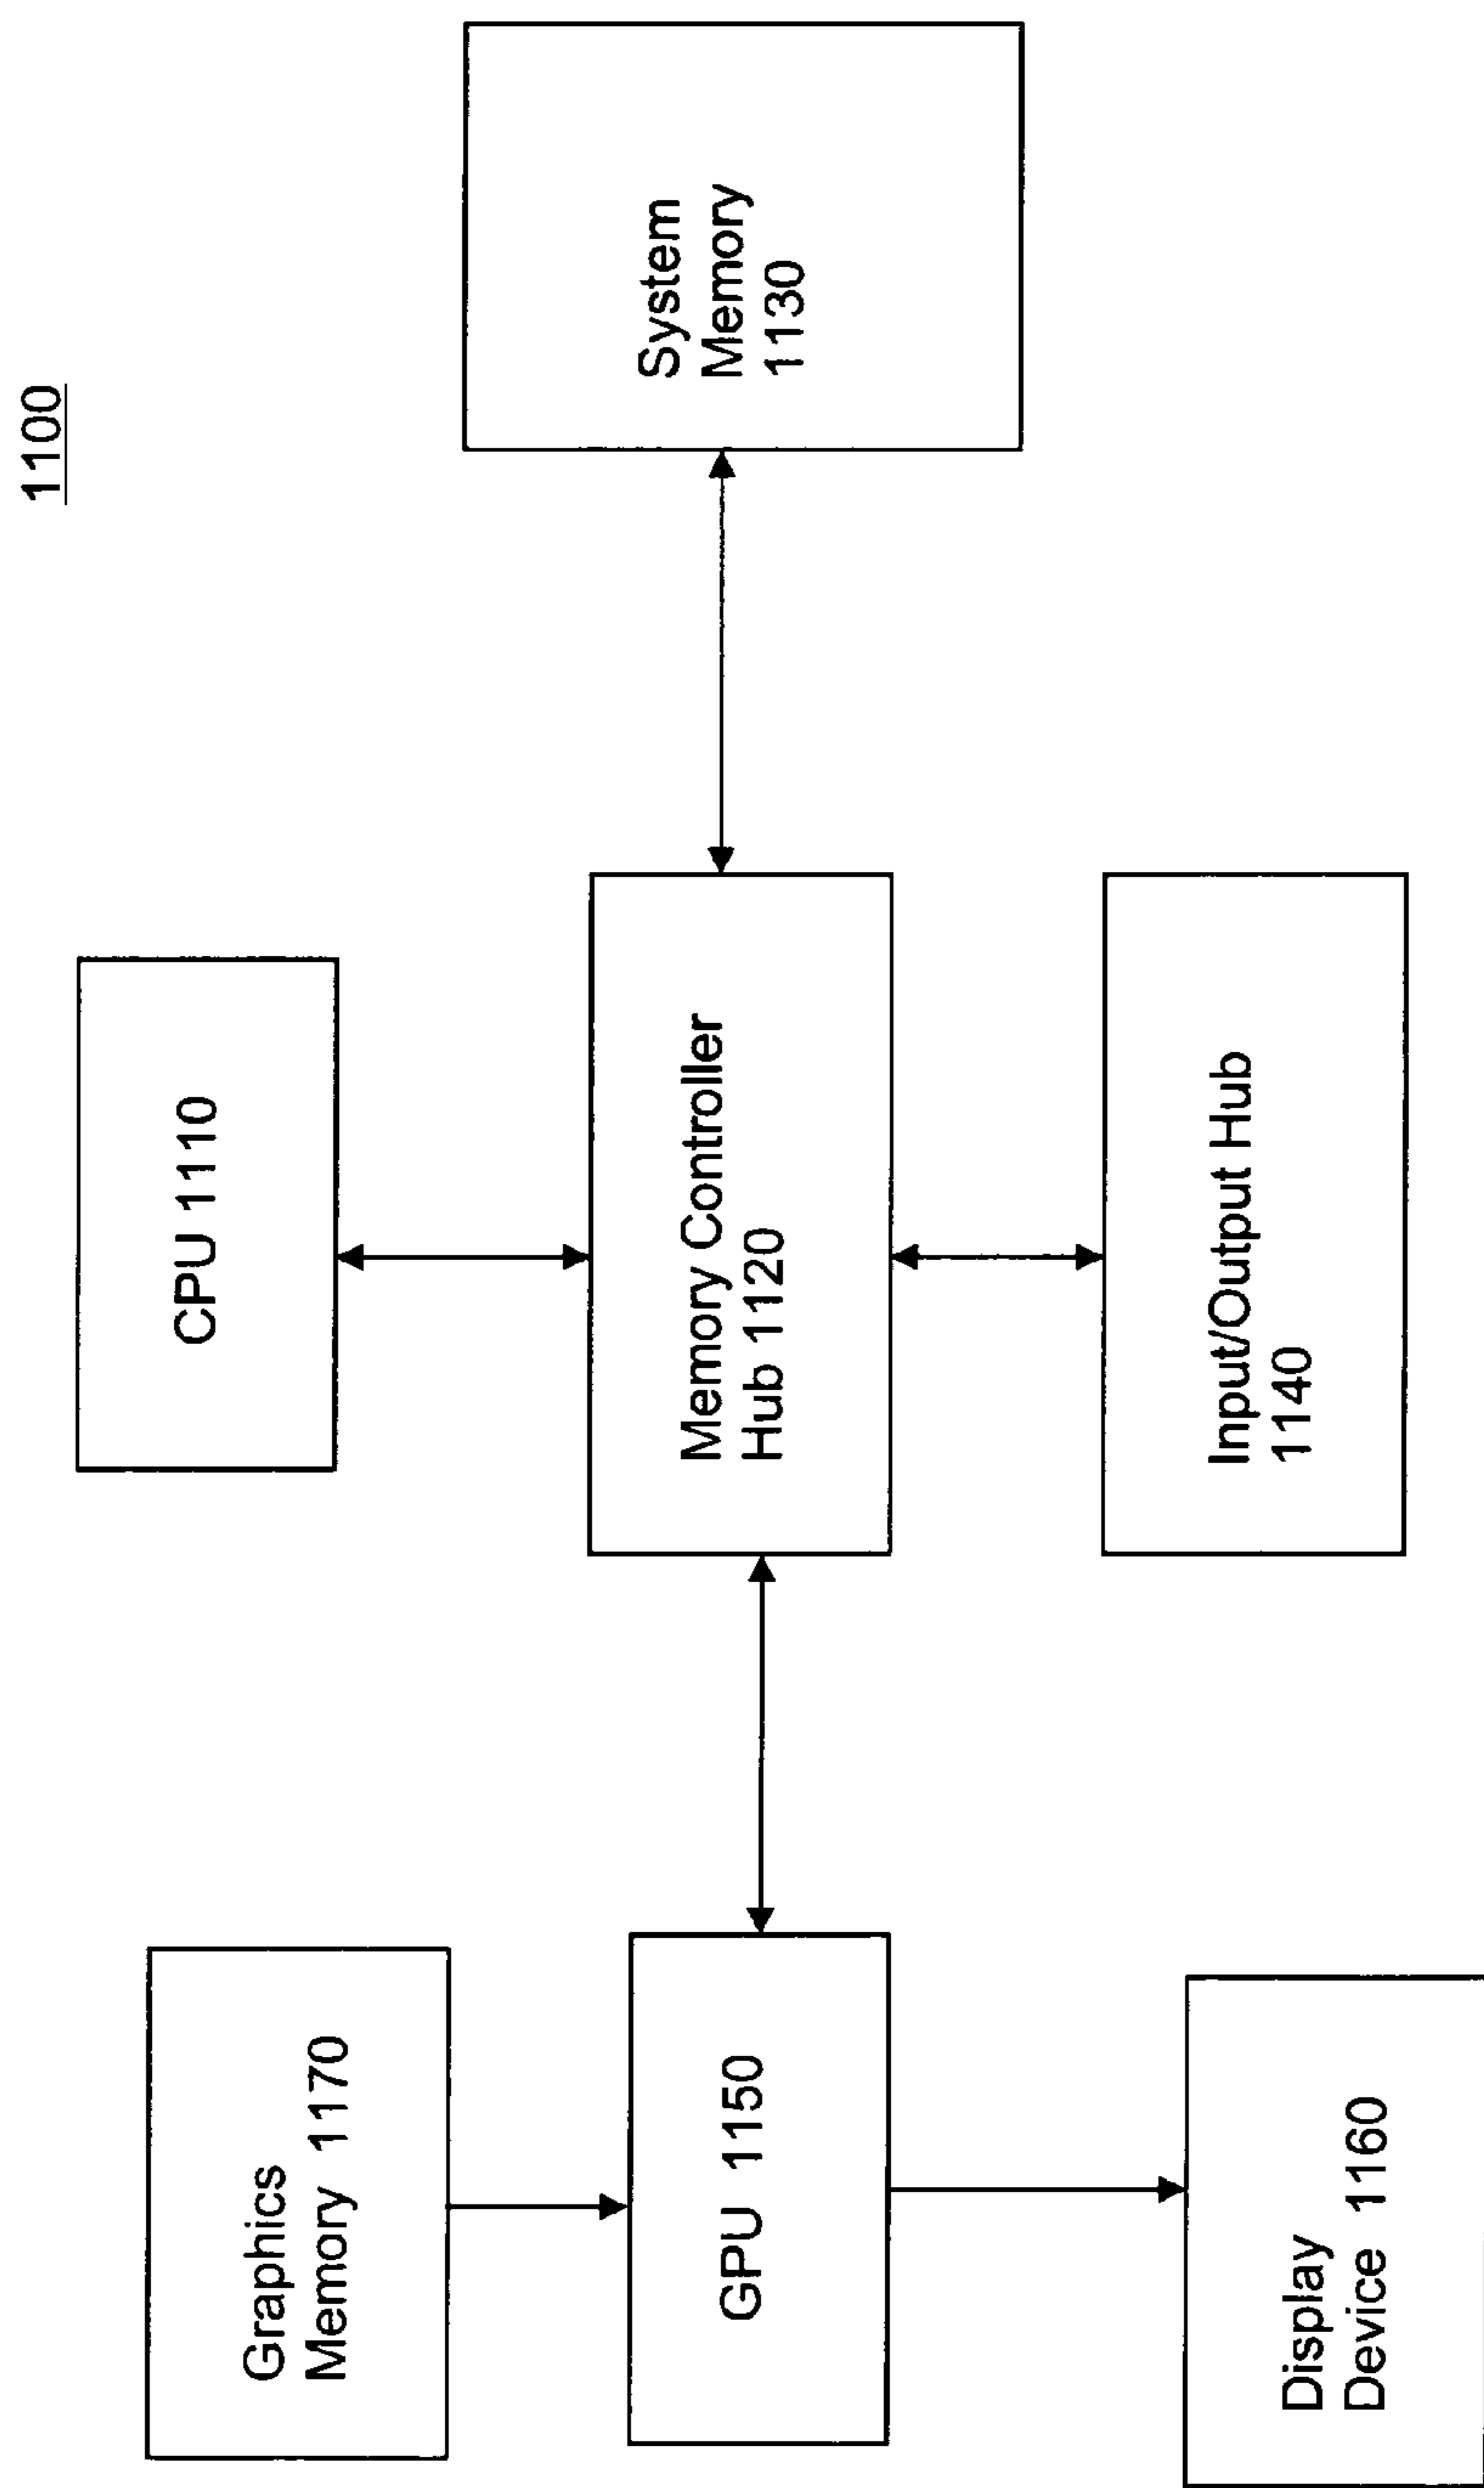 1100
Graphics
Memory 1170
CPU 1110
GPU 1150
Memory Controller
Hub 1120
System
Memory
1130
Display
Device 1160
Input/Output Hub
1140